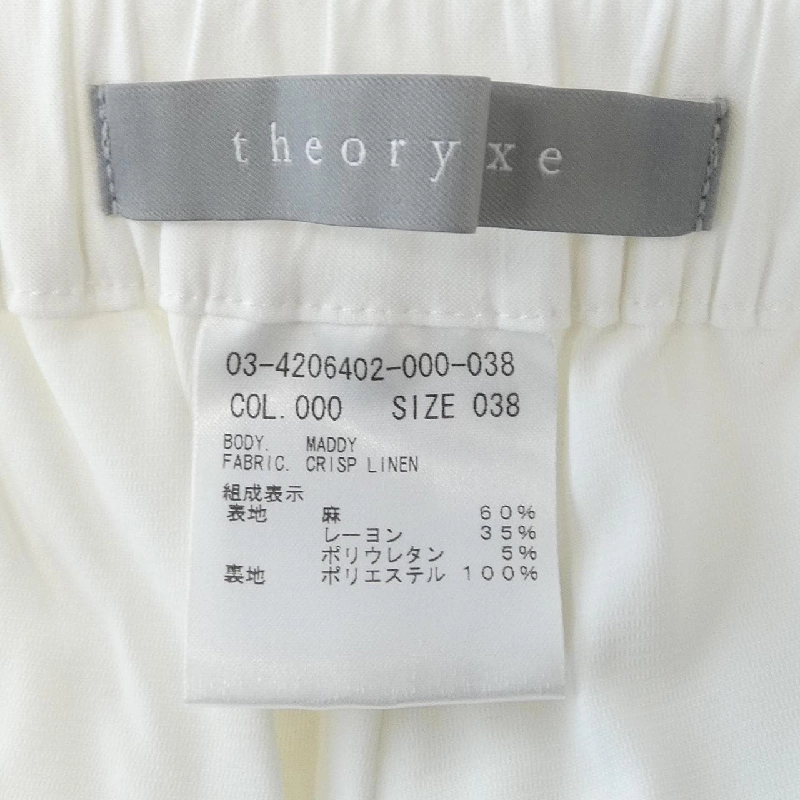 theoryxe
03-4206402-000-038
COL.000 SIZE 038
BODY. MADDY
FABRIC. CRISP LINEN
組成表示
表地 麻 60%
レーヨン 35%
ポリウレタン 5%
裏地 ポリエステル 100%